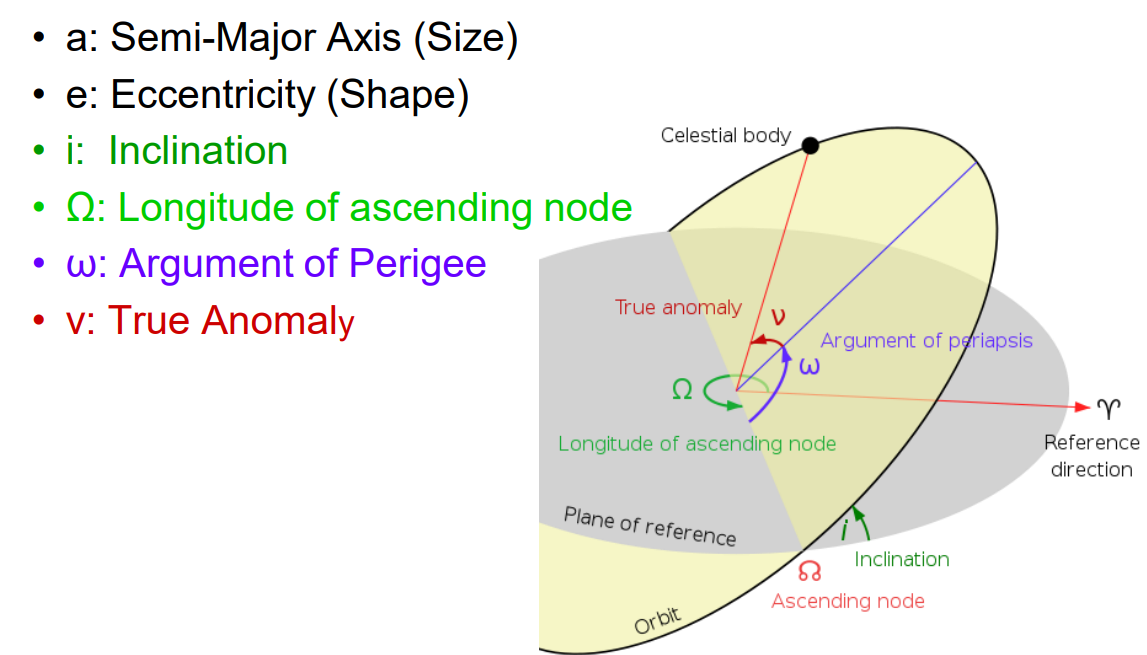 • a: Semi-Major Axis (Size)
• e: Eccentricity (Shape)
• i: Inclination
• Ω: Longitude of ascending node
• ω: Argument of Perigee
• ν: True Anomaly
Celestial body
True anomaly
ν
Argument of periapsis
ω
Ω
♈
Longitude of ascending node
Reference
direction
Plane of reference
i
Inclination
☊
Ascending node
Orbit